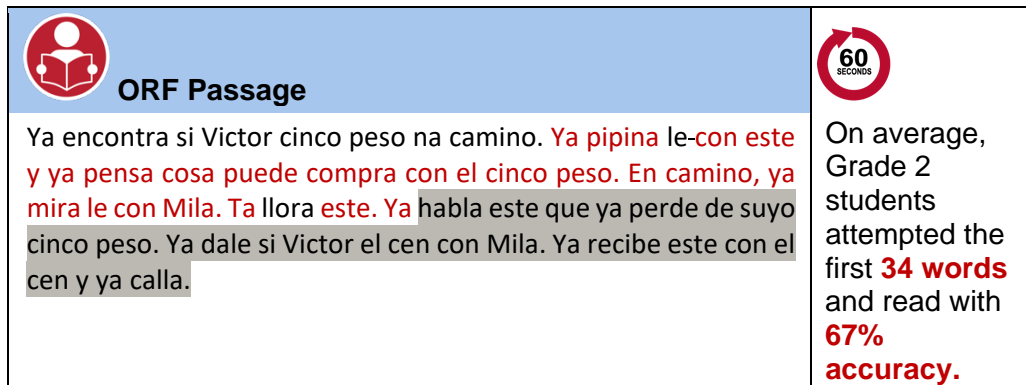 ORF Passage
60
SECONDS
Ya encontra si Victor cinco peso na camino. Ya pipina le-con este
y ya pensa cosa puede compra con el cinco peso. En camino, ya
mira le con Mila. Ta llora este. Ya habla este que ya perde de suyo
cinco peso. Ya dale si Victor el cen con Mila. Ya recibe este con el
cen y ya calla.
On average,
Grade 2
students
attempted the
first 34 words
and read with
67%
accuracy.